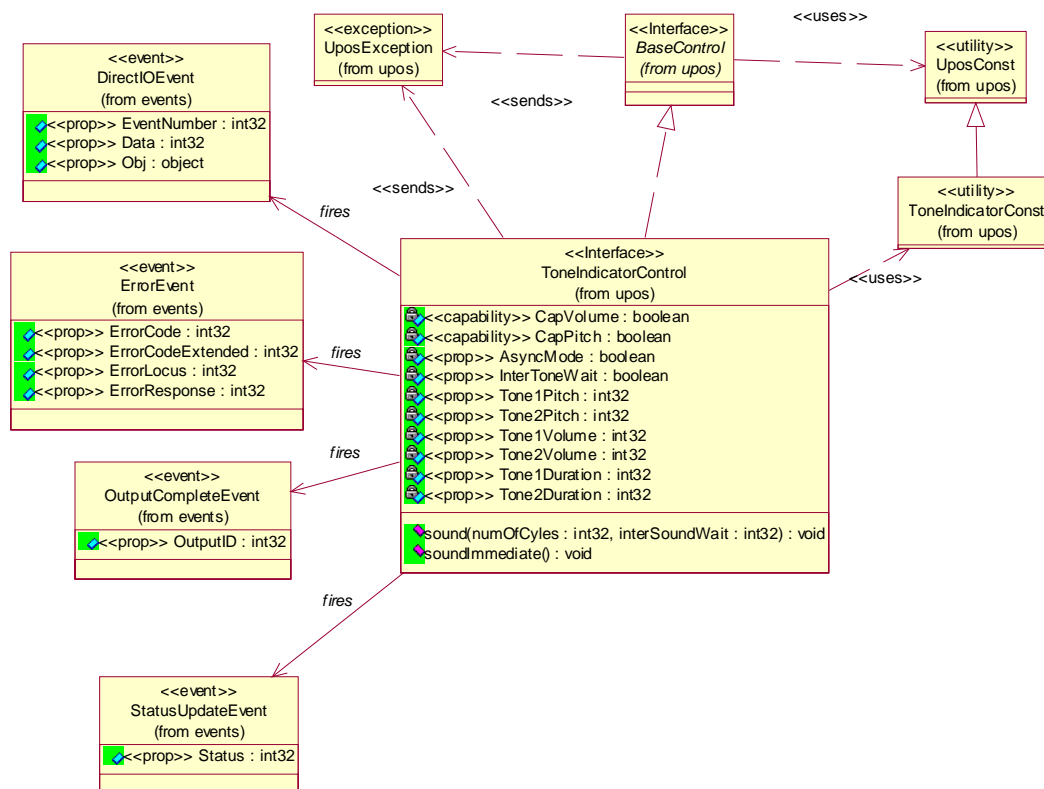 <<event>>
DirectIOEvent
(from events)
<<prop>> EventNumber : int32
<<prop>> Data : int32
<<prop>> Obj : object
<<exception>>
UposException
(from upos)
<<Interface>>
BaseControl
(from upos)
<<uses>>
<<utility>>
UposConst
(from upos)
<<sends>>
<<sends>>
<<utility>>
ToneIndicatorConst
(from upos)
fires
<<uses>>
<<event>>
ErrorEvent
(from events)
<<prop>> ErrorCode : int32
<<prop>> ErrorCodeExtended : int32
<<prop>> ErrorLocus : int32
<<prop>> ErrorResponse : int32
fires
<<Interface>>
ToneIndicatorControl
(from upos)
<<capability>> CapVolume : boolean
<<capability>> CapPitch : boolean
<<prop>> AsyncMode : boolean
<<prop>> InterToneWait : boolean
<<prop>> Tone1Pitch : int32
<<prop>> Tone2Pitch : int32
<<prop>> Tone1Volume : int32
<<prop>> Tone2Volume : int32
<<prop>> Tone1Duration : int32
<<prop>> Tone2Duration : int32
sound(numOfCyles : int32, interSoundWait : int32) : void
soundImmediate() : void
fires
<<event>>
OutputCompleteEvent
(from events)
<<prop>> OutputID : int32
fires
<<event>>
StatusUpdateEvent
(from events)
<<prop>> Status : int32